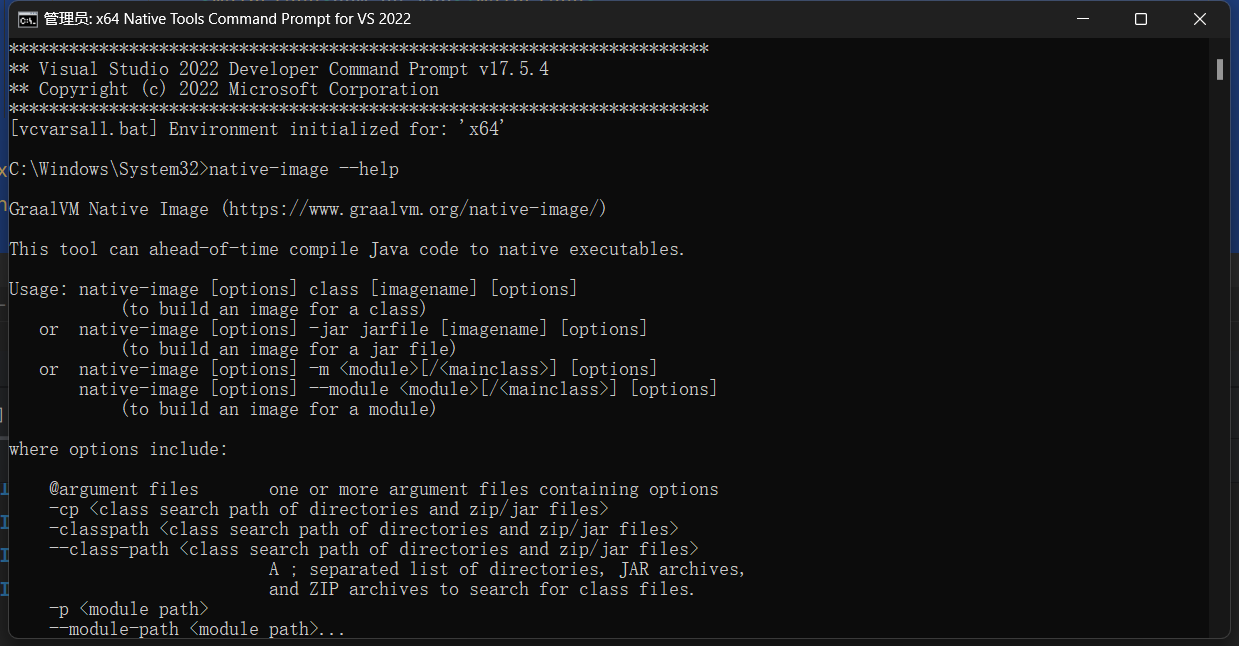 管理员: x64 Native Tools Command Prompt for VS 2022
**********************************************************************
** Visual Studio 2022 Developer Command Prompt v17.5.4
** Copyright (c) 2022 Microsoft Corporation
**********************************************************************
[vcvarsall.bat] Environment initialized for: 'x64'
C:\Windows\System32>native-image --help
GraalVM Native Image (https://www.graalvm.org/native-image/)
This tool can ahead-of-time compile Java code to native executables.
Usage: native-image [options] class [imagename] [options]
(to build an image for a class)
or native-image [options] -jar jarfile [imagename] [options]
(to build an image for a jar file)
or native-image [options] -m <module>[/<mainclass>] [options]
native-image [options] --module <module>[/<mainclass>] [options]
(to build an image for a module)
where options include:
@argument files one or more argument files containing options
-cp <class search path of directories and zip/jar files>
-classpath <class search path of directories and zip/jar files>
--class-path <class search path of directories and zip/jar files>
A ; separated list of directories, JAR archives,
and ZIP archives to search for class files.
-p <module path>
--module-path <module path>...